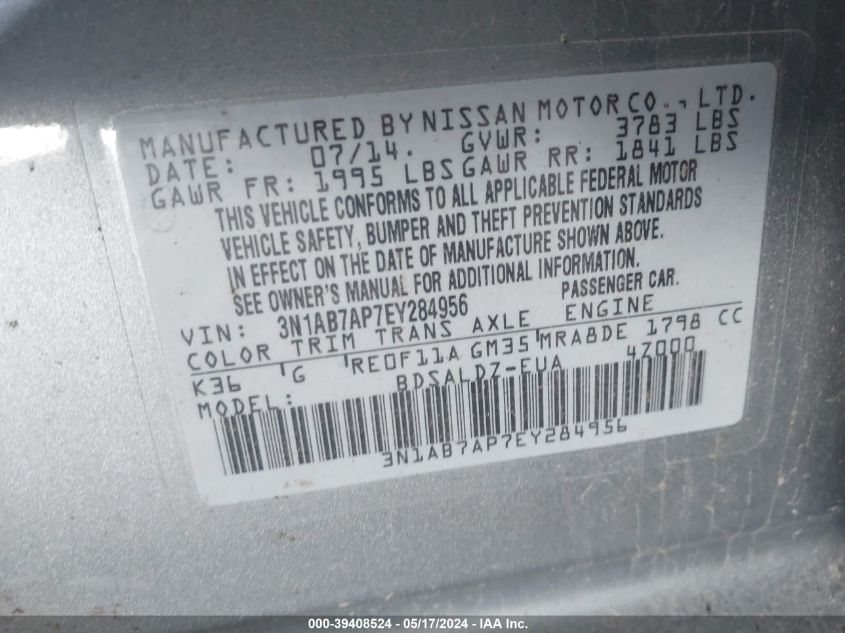 MANUFACTURED BY NISSAN MOTOR CO., LTD.
DATE: 07/14. GVWR: 3783 LBS
GAWR FR: 1995 LBS GAWR RR: 1841 LBS
THIS VEHICLE CONFORMS TO ALL APPLICABLE FEDERAL MOTOR
VEHICLE SAFETY, BUMPER AND THEFT PREVENTION STANDARDS
IN EFFECT ON THE DATE OF MANUFACTURE SHOWN ABOVE.
SEE OWNER'S MANUAL FOR ADDITIONAL INFORMATION.
VIN: 3N1AB7AP7EY284956 PASSENGER CAR.
COLOR TRIM TRANS AXLE ENGINE
K36 G RE0F11A GM35 MRA8DE 1798 CC
MODEL: BDSALDZ-EUA 4Z000
3N1AB7AP7EY284956
000-39408524 - 05/17/2024 - IAA Inc.